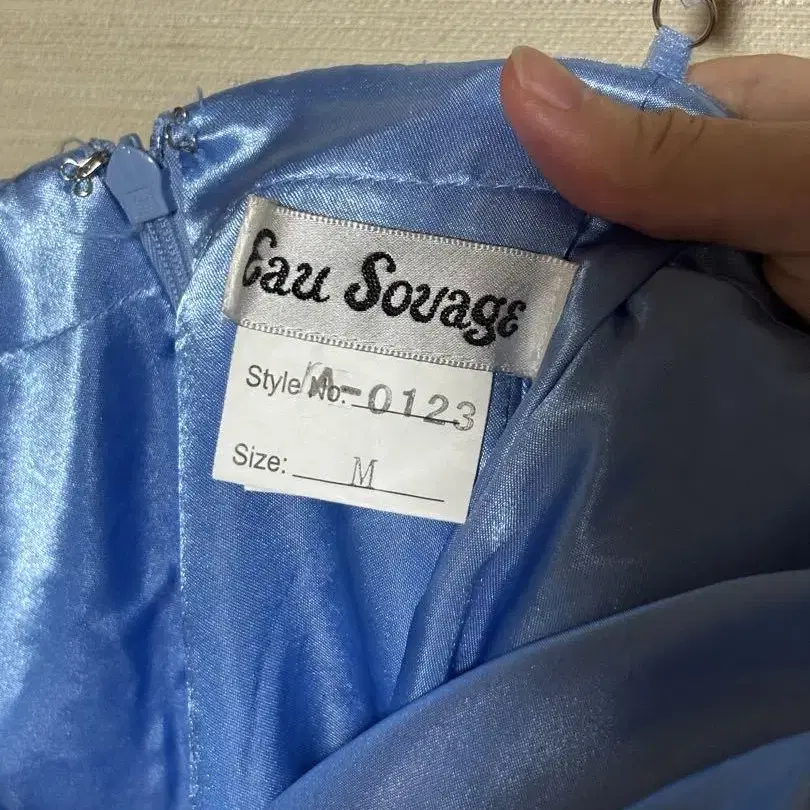 Eau Sovage
Style No. A-0123
Size: M